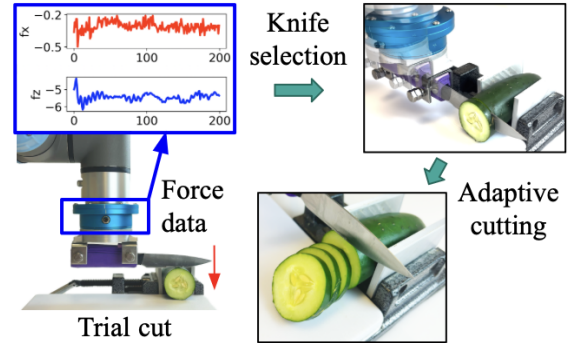 fx
−0.2
−0.5
0
100
200
fz
−5
−6
0
100
200
Knife
selection
Force
data
Trial cut
Adaptive
cutting